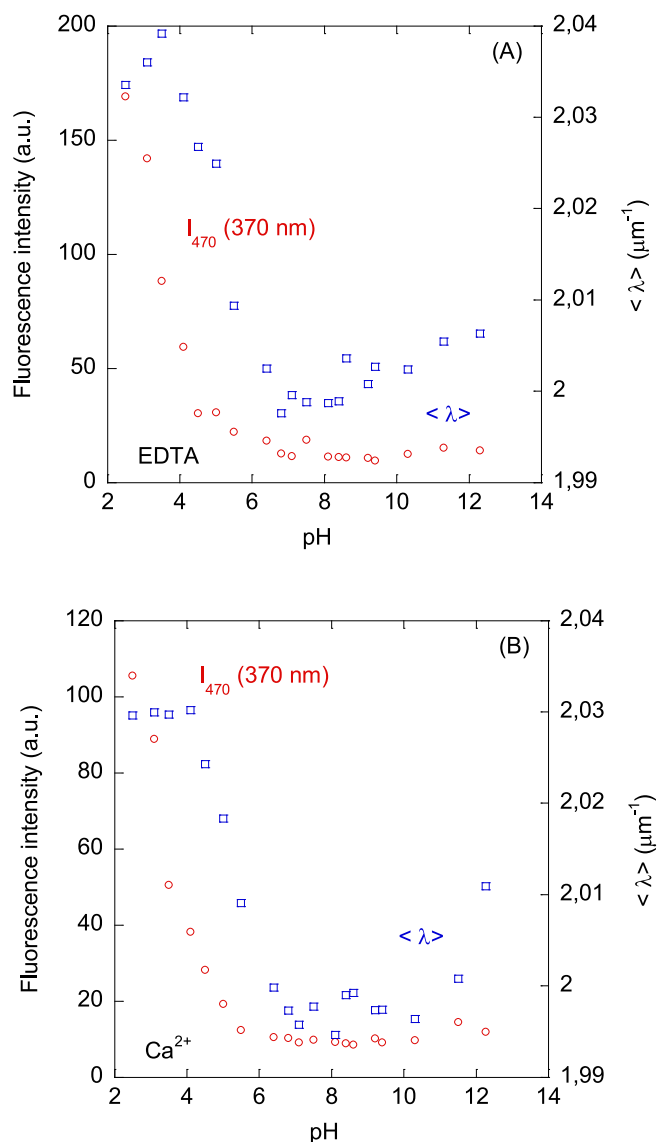 (A)
200
150
100
50
0
Fluorescence intensity (a.u.)
2,04
2,03
2,02
2,01
2
1,99
< λ> (μm⁻¹)
I₄₇₀ (370 nm)
< λ>
EDTA
2 4 6 8 10 12 14
pH
(B)
120
100
80
60
40
20
0
Fluorescence intensity (a.u.)
2,04
2,03
2,02
2,01
2
1,99
< λ> (μm⁻¹)
I₄₇₀ (370 nm)
< λ>
Ca²⁺
2 4 6 8 10 12 14
pH